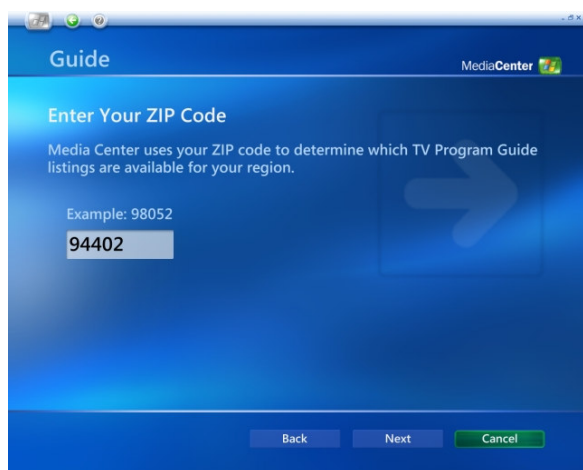 Guide
MediaCenter
Enter Your ZIP Code
Media Center uses your ZIP code to determine which TV Program Guide
listings are available for your region.
Example: 98052
94402
Back Next Cancel